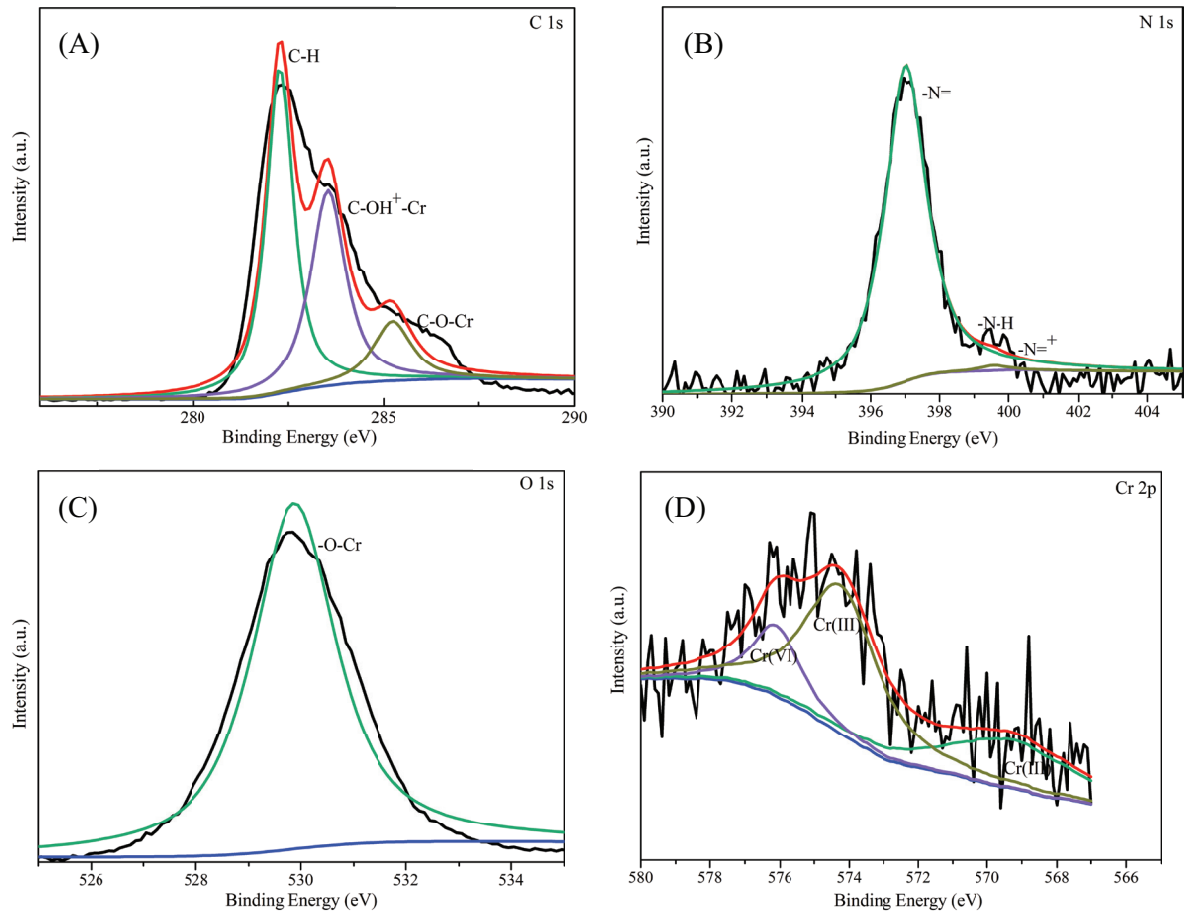 (A)
C 1s
C-H
C-OH+-Cr
C-O-Cr
Intensity (a.u.)
280
285
290
Binding Energy (eV)
(B)
N 1s
-N=
-N-H
-N=+
Intensity (a.u.)
390
392
394
396
398
400
402
404
Binding Energy (eV)
(C)
O 1s
-O-Cr
Intensity (a.u.)
526
528
530
532
534
Binding Energy (eV)
(D)
Cr 2p
Cr(III)
Cr(VI)
Cr(III)
Intensity (a.u.)
580
578
576
574
572
570
568
566
Binding Energy (eV)